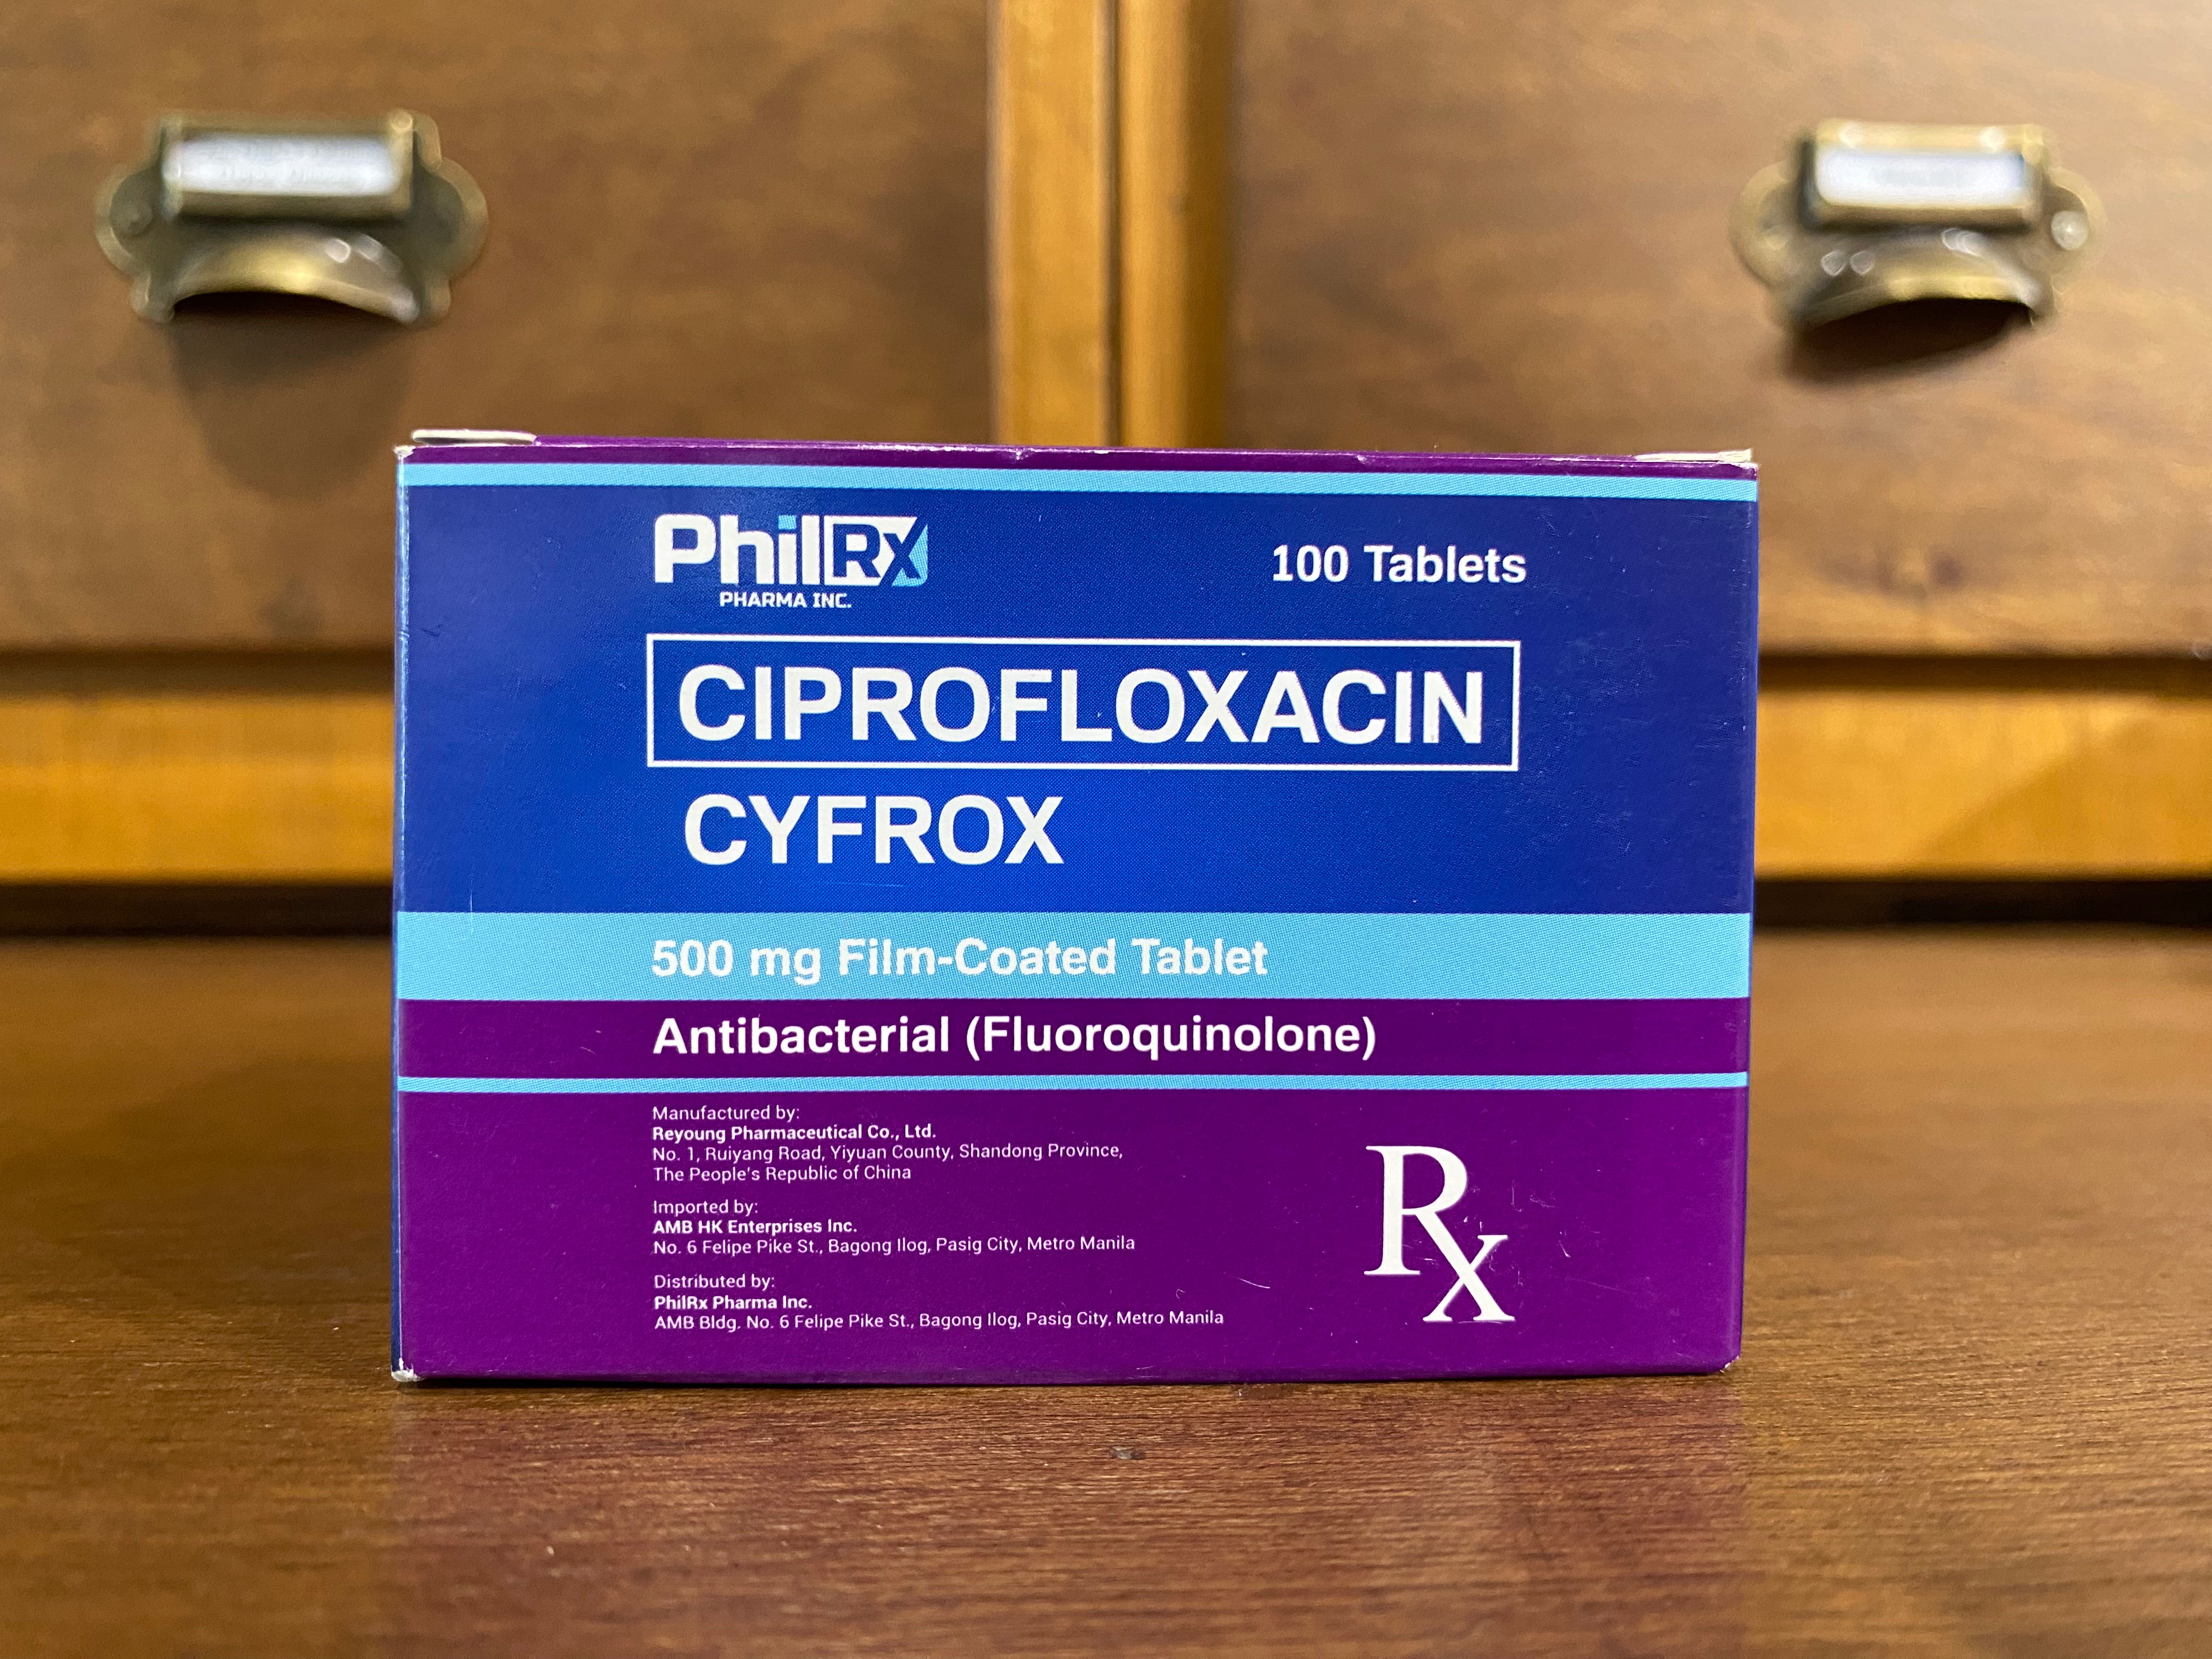 PhilRx
PHARMA INC.
100 Tablets
CIPROFLOXACIN
CYFROX
500 mg Film-Coated Tablet
Antibacterial (Fluoroquinolone)
Manufactured by:
Reyoung Pharmaceutical Co., Ltd.
No. 1, Ruiyang Road, Yiyuan County, Shandong Province,
The People's Republic of China
Imported by:
AMB HK Enterprises Inc.
No. 6 Felipe Pike St., Bagong Ilog, Pasig City, Metro Manila
Distributed by:
PhilRx Pharma Inc.
AMB Bldg. No. 6 Felipe Pike St., Bagong Ilog, Pasig City, Metro Manila
Rx